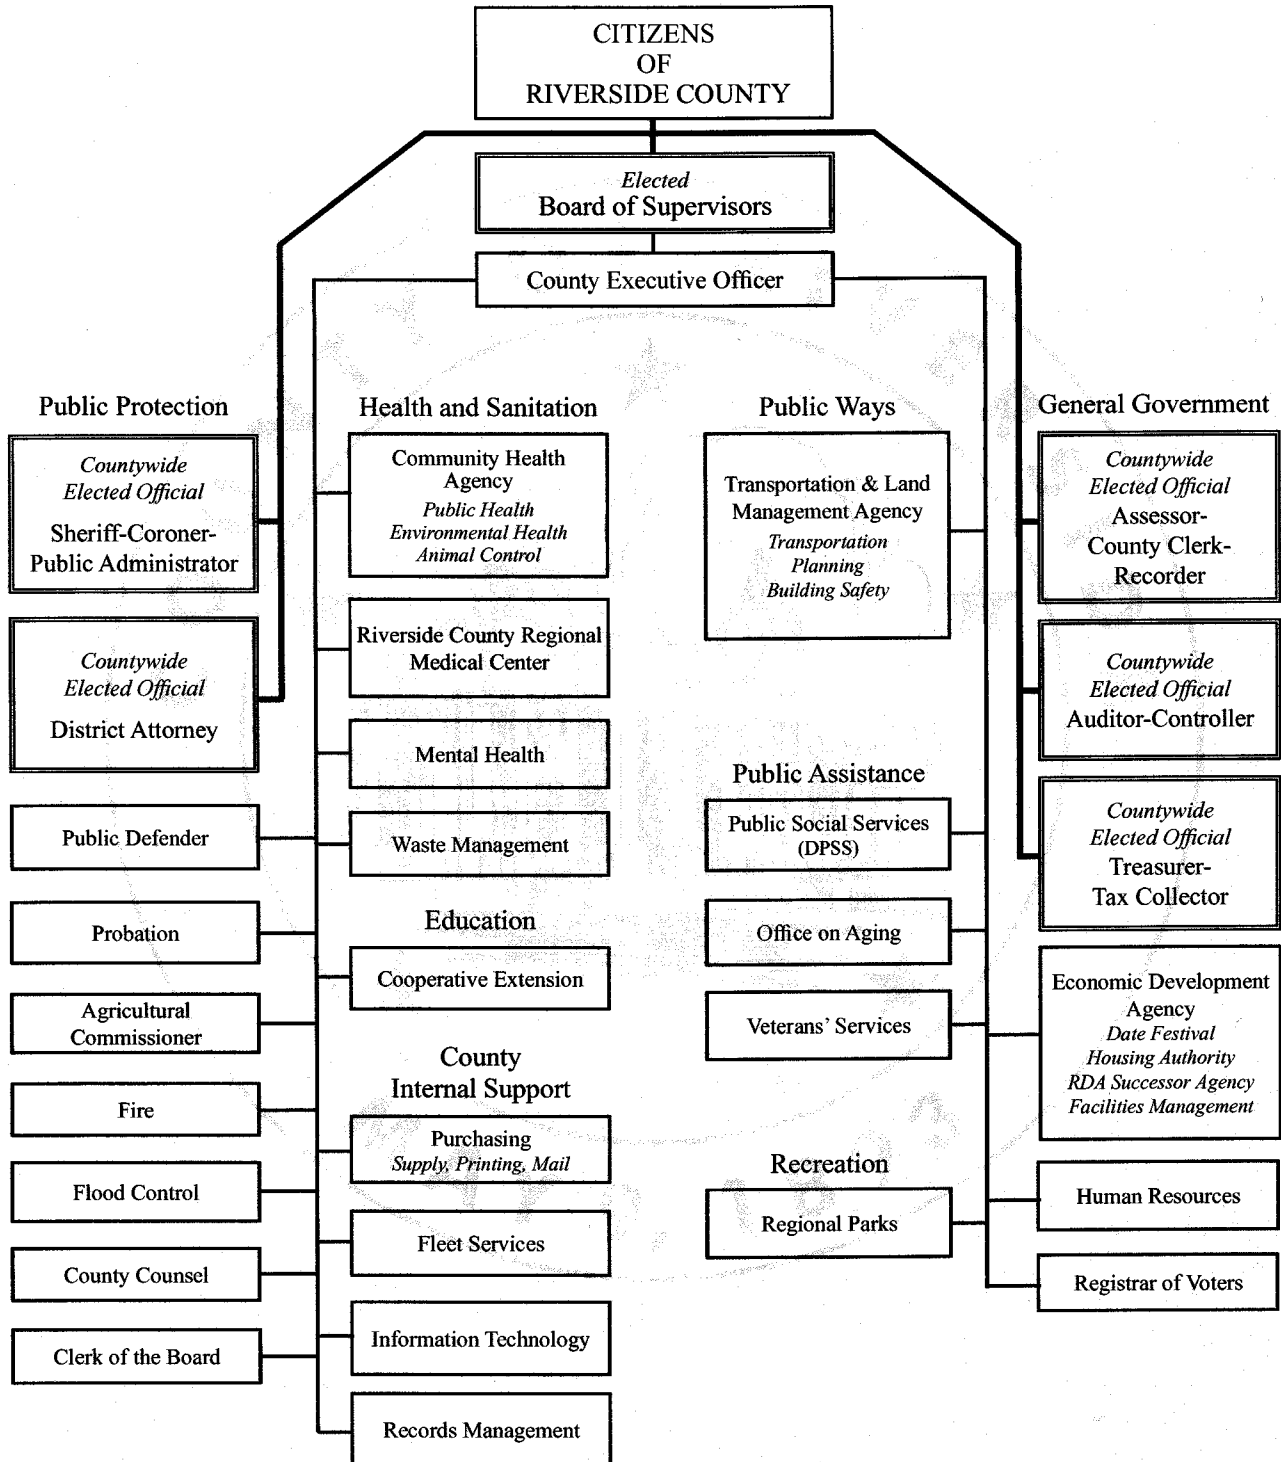 CITIZENS
OF
RIVERSIDE COUNTY
Elected
Board of Supervisors
County Executive Officer
Public Protection
Countywide
Elected Official
Sheriff-Coroner-
Public Administrator
Countywide
Elected Official
District Attorney
Public Defender
Probation
Agricultural
Commissioner
Fire
Flood Control
County Counsel
Clerk of the Board
Health and Sanitation
Community Health
Agency
Public Health
Environmental Health
Animal Control
Riverside County Regional
Medical Center
Mental Health
Waste Management
Education
Cooperative Extension
County
Internal Support
Purchasing
Supply, Printing, Mail
Fleet Services
Information Technology
Records Management
Public Ways
Transportation & Land
Management Agency
Transportation
Planning
Building Safety
Public Assistance
Public Social Services
(DPSS)
Office on Aging
Veterans’ Services
Recreation
Regional Parks
General Government
Countywide
Elected Official
Assessor-
County Clerk-
Recorder
Countywide
Elected Official
Auditor-Controller
Countywide
Elected Official
Treasurer-
Tax Collector
Economic Development
Agency
Date Festival
Housing Authority
RDA Successor Agency
Facilities Management
Human Resources
Registrar of Voters